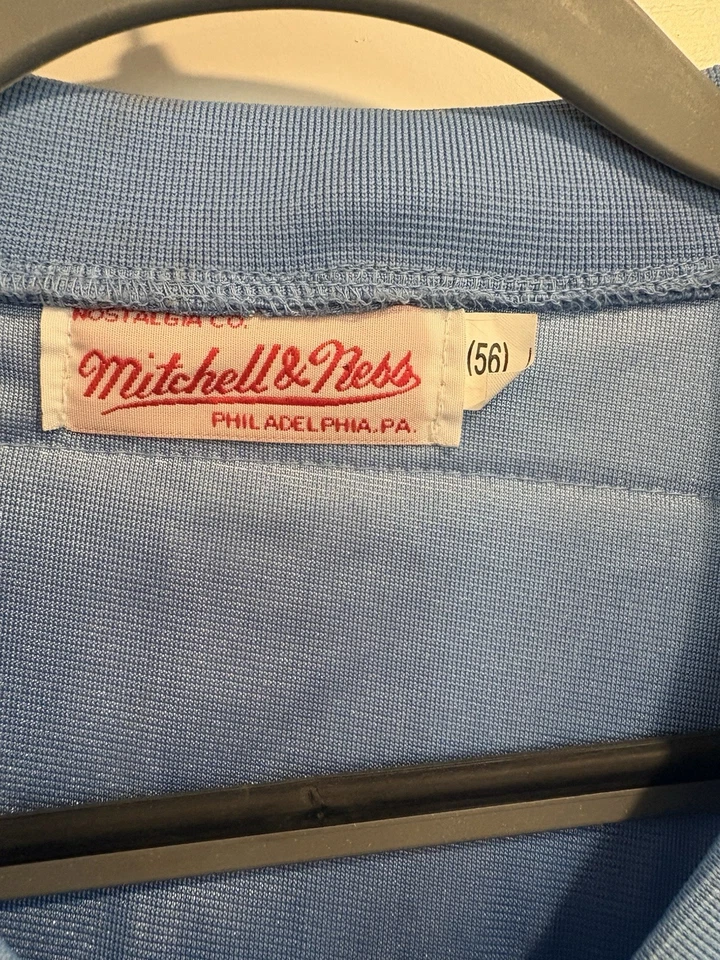 NOSTALGIA CO.
Mitchell & Ness
PHILADELPHIA, PA.
(56)